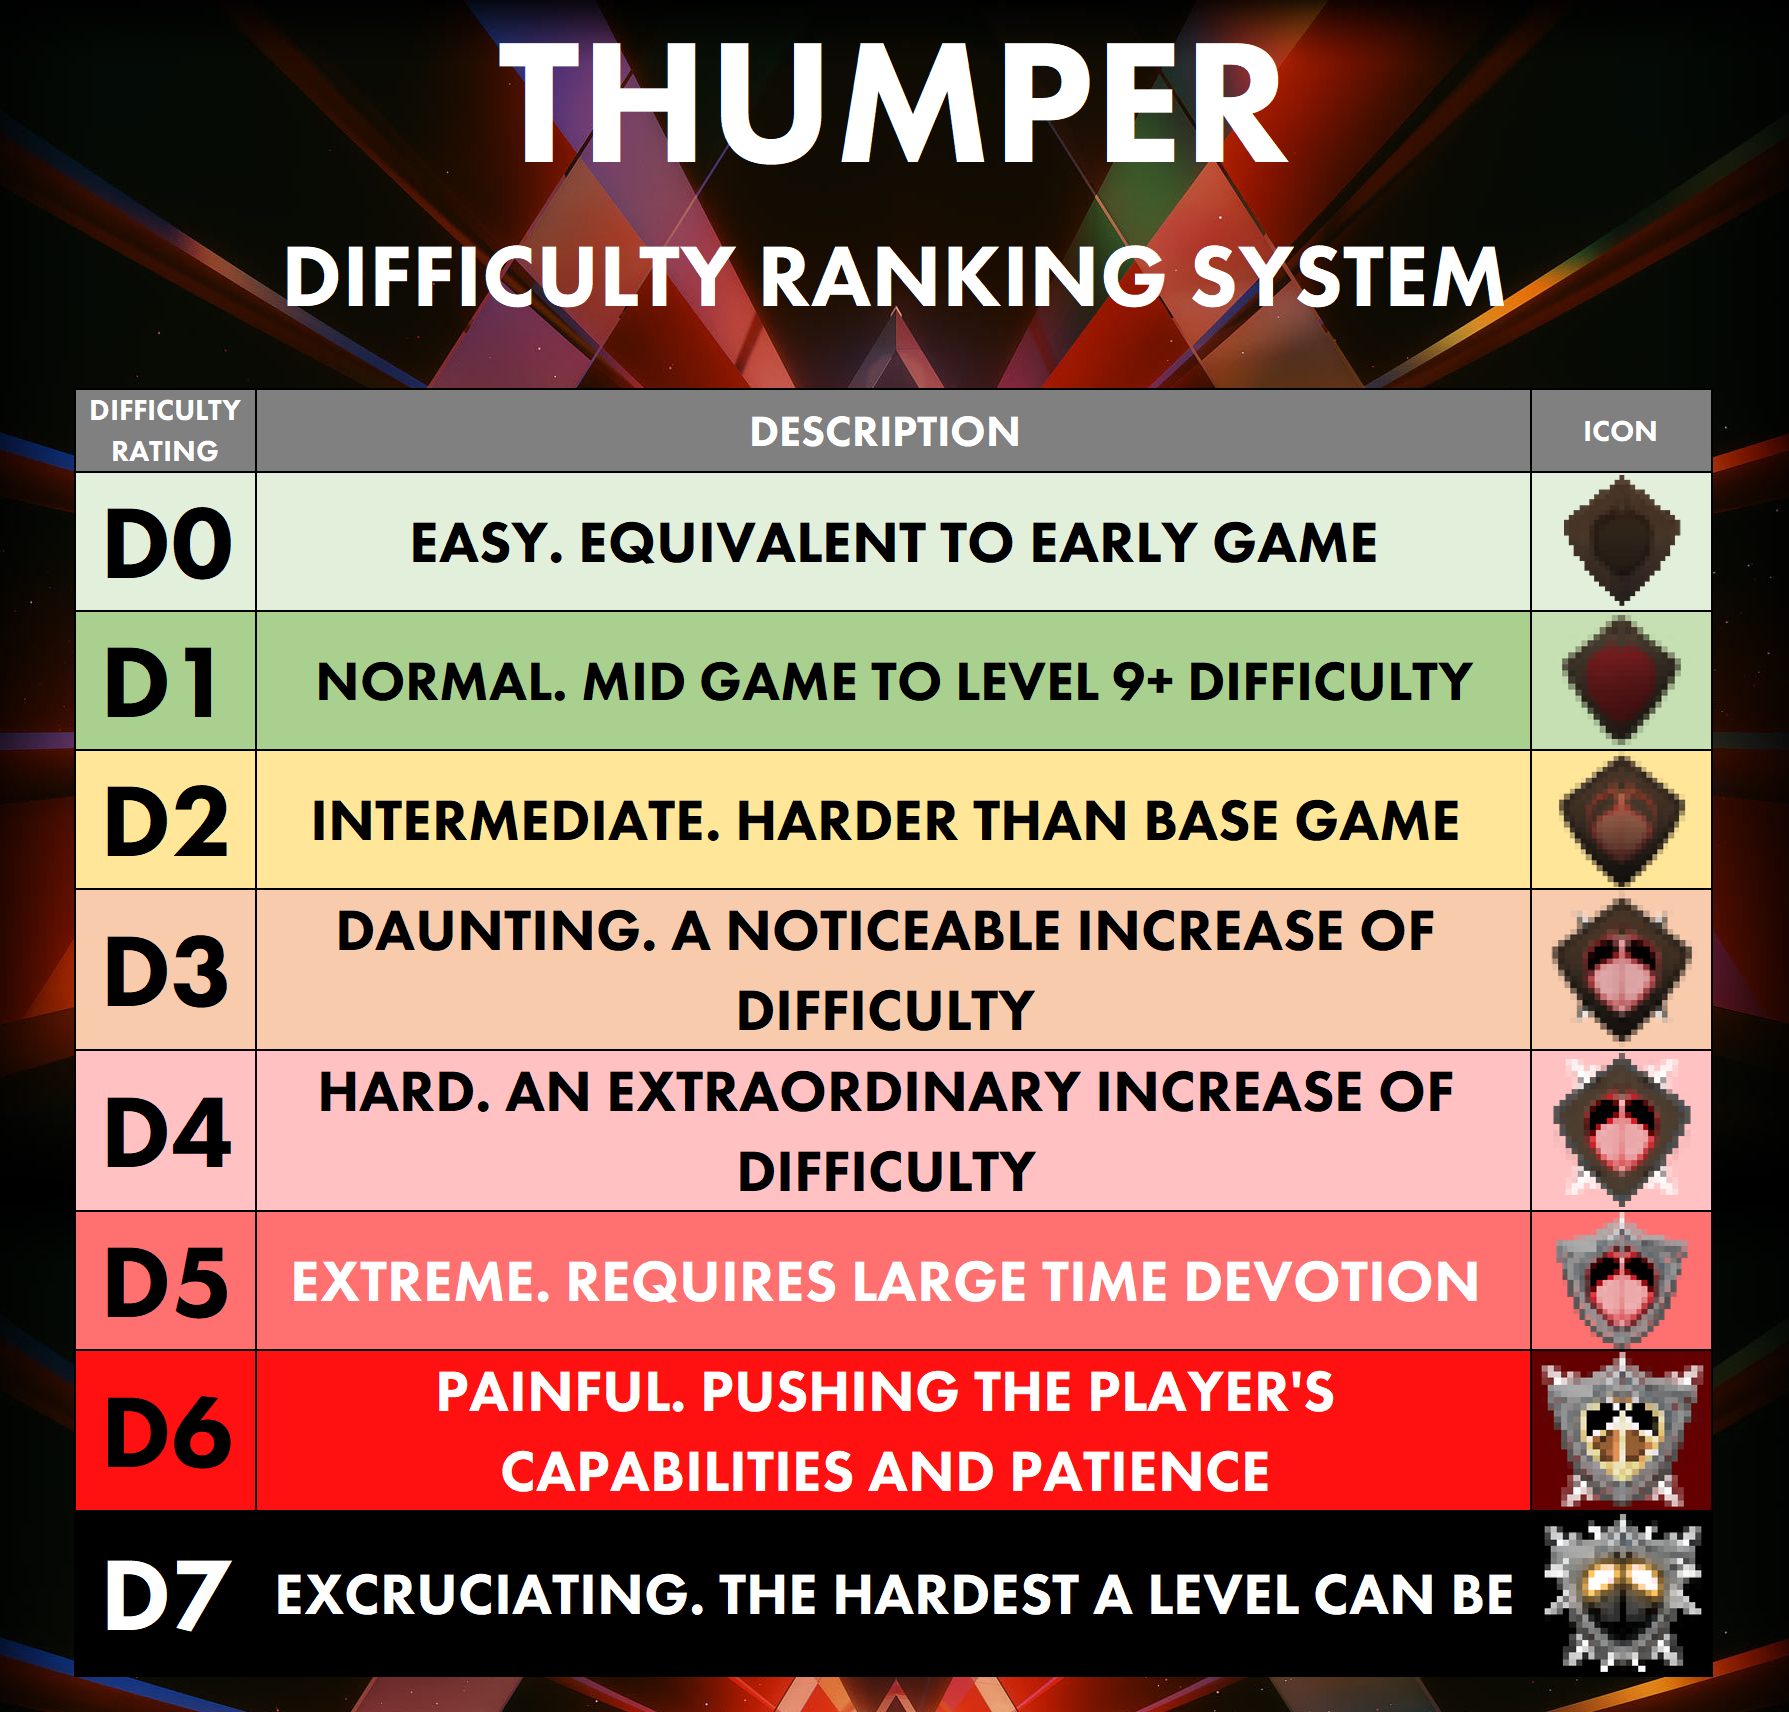 THUMPER
DIFFICULTY RANKING SYSTEM
DIFFICULTY
RATING
DESCRIPTION
ICON
D0
EASY. EQUIVALENT TO EARLY GAME
D1
NORMAL. MID GAME TO LEVEL 9+ DIFFICULTY
D2
INTERMEDIATE. HARDER THAN BASE GAME
D3
DAUNTING. A NOTICEABLE INCREASE OF
DIFFICULTY
D4
HARD. AN EXTRAORDINARY INCREASE OF
DIFFICULTY
D5
EXTREME. REQUIRES LARGE TIME DEVOTION
D6
PAINFUL. PUSHING THE PLAYER'S
CAPABILITIES AND PATIENCE
D7
EXCRUCIATING. THE HARDEST A LEVEL CAN BE